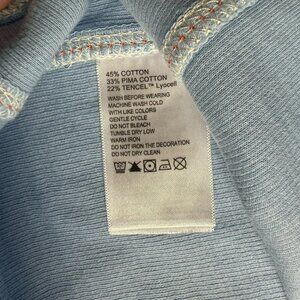 45% COTTON
33% PIMA COTTON
22% TENCEL™ Lyocell
WASH BEFORE WEARING
MACHINE WASH COLD
WITH LIKE COLORS
GENTLE CYCLE
DO NOT BLEACH
TUMBLE DRY LOW
WARM IRON
DO NOT IRON THE DECORATION
DO NOT DRY CLEAN